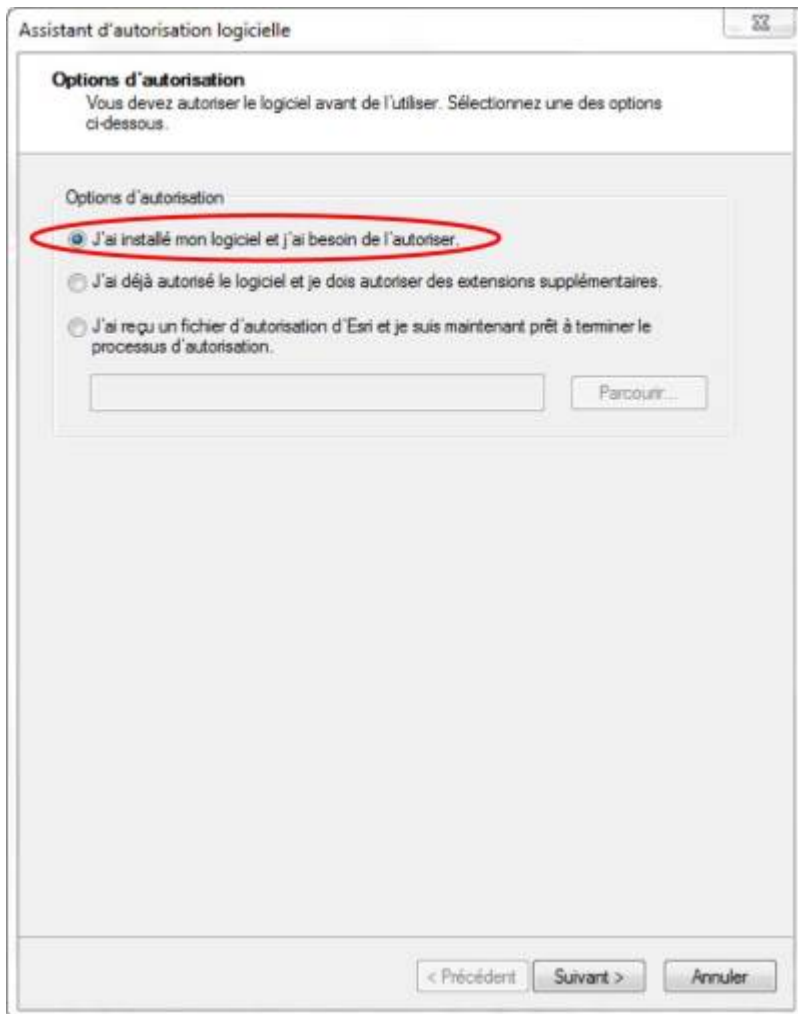 Assistant d'autorisation logicielle
Options d'autorisation
Vous devez autoriser le logiciel avant de l'utiliser. Sélectionnez une des options
ci-dessous.
Options d'autorisation
J'ai installé mon logiciel et j'ai besoin de l'autoriser.
J'ai déjà autorisé le logiciel et je dois autoriser des extensions supplémentaires.
J'ai reçu un fichier d'autorisation d'Esri et je suis maintenant prêt à terminer le
processus d'autorisation.
Parcourir...
< Précédent Suivant > Annuler